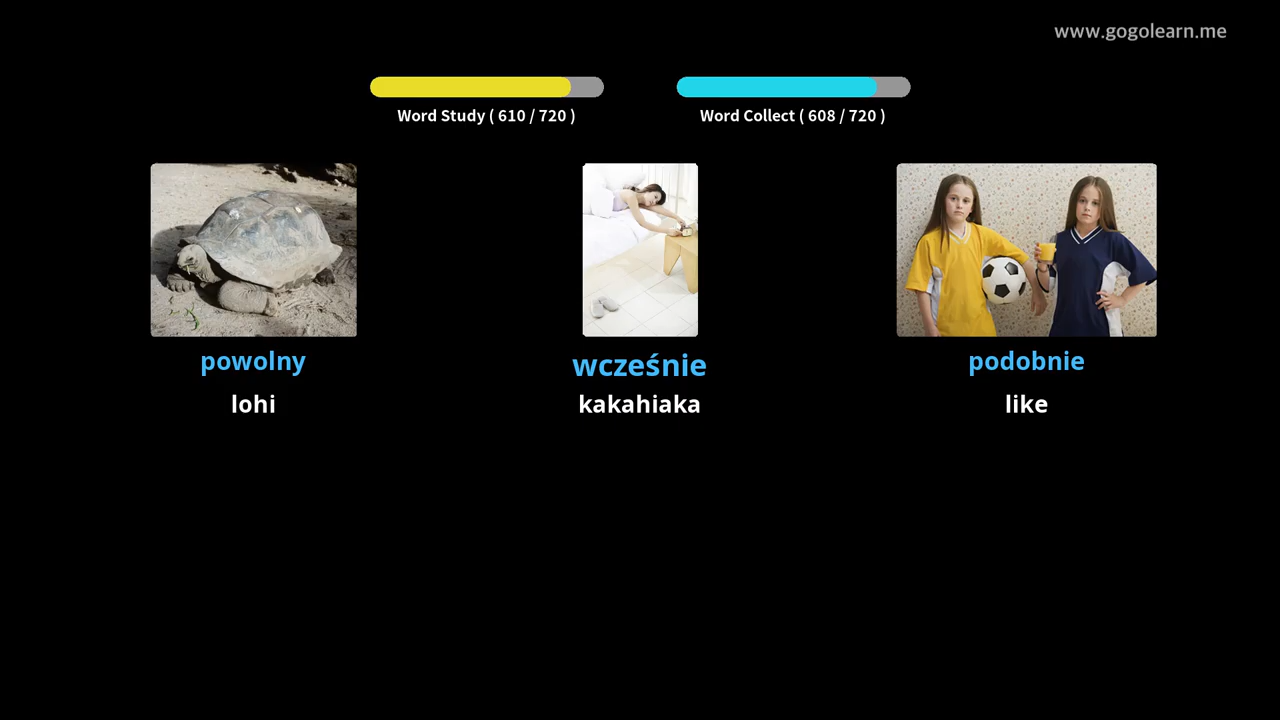 www.gogolearn.me
Word Study ( 610 / 720 )
Word Collect ( 608 / 720 )
powolny
wcześnie
podobnie
lohi
kakahiaka
like